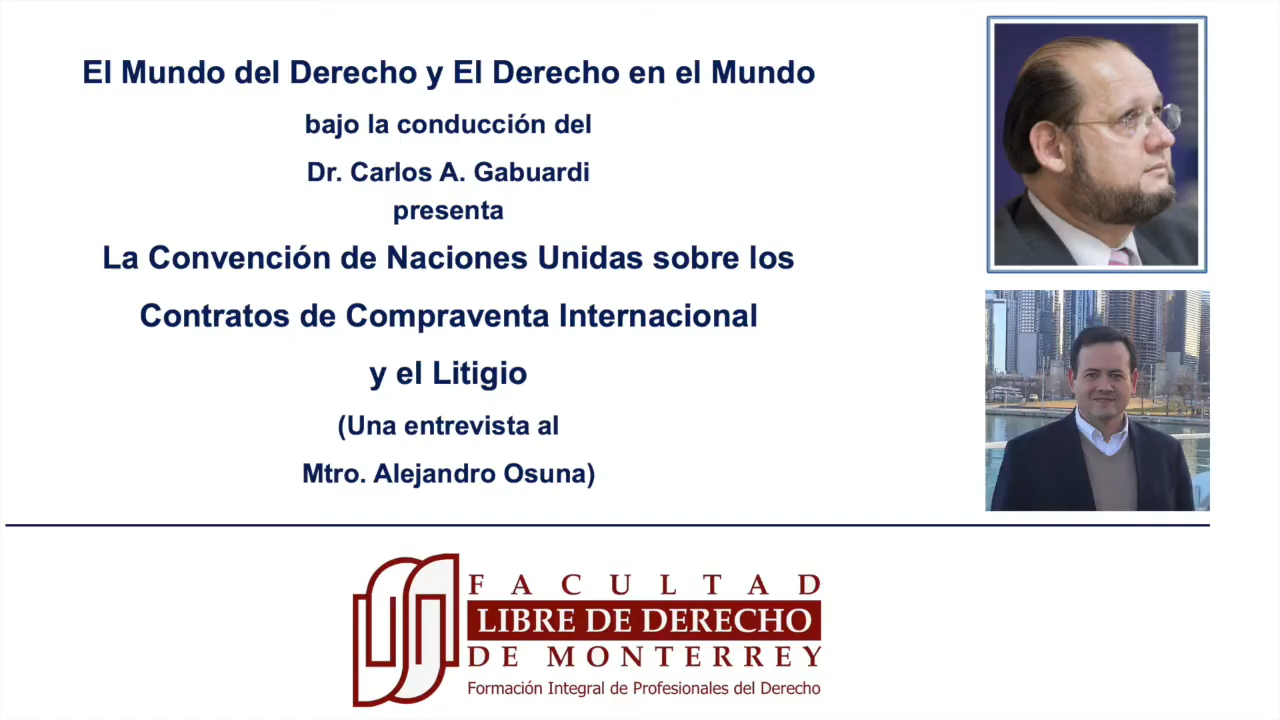 El Mundo del Derecho y El Derecho en el Mundo
bajo la conducción del
Dr. Carlos A. Gabuardi
presenta
La Convención de Naciones Unidas sobre los
Contratos de Compraventa Internacional
y el Litigio
(Una entrevista al
Mtro. Alejandro Osuna)
FACULTAD
LIBRE DE DERECHO
DE MONTERREY
Formación Integral de Profesionales del Derecho